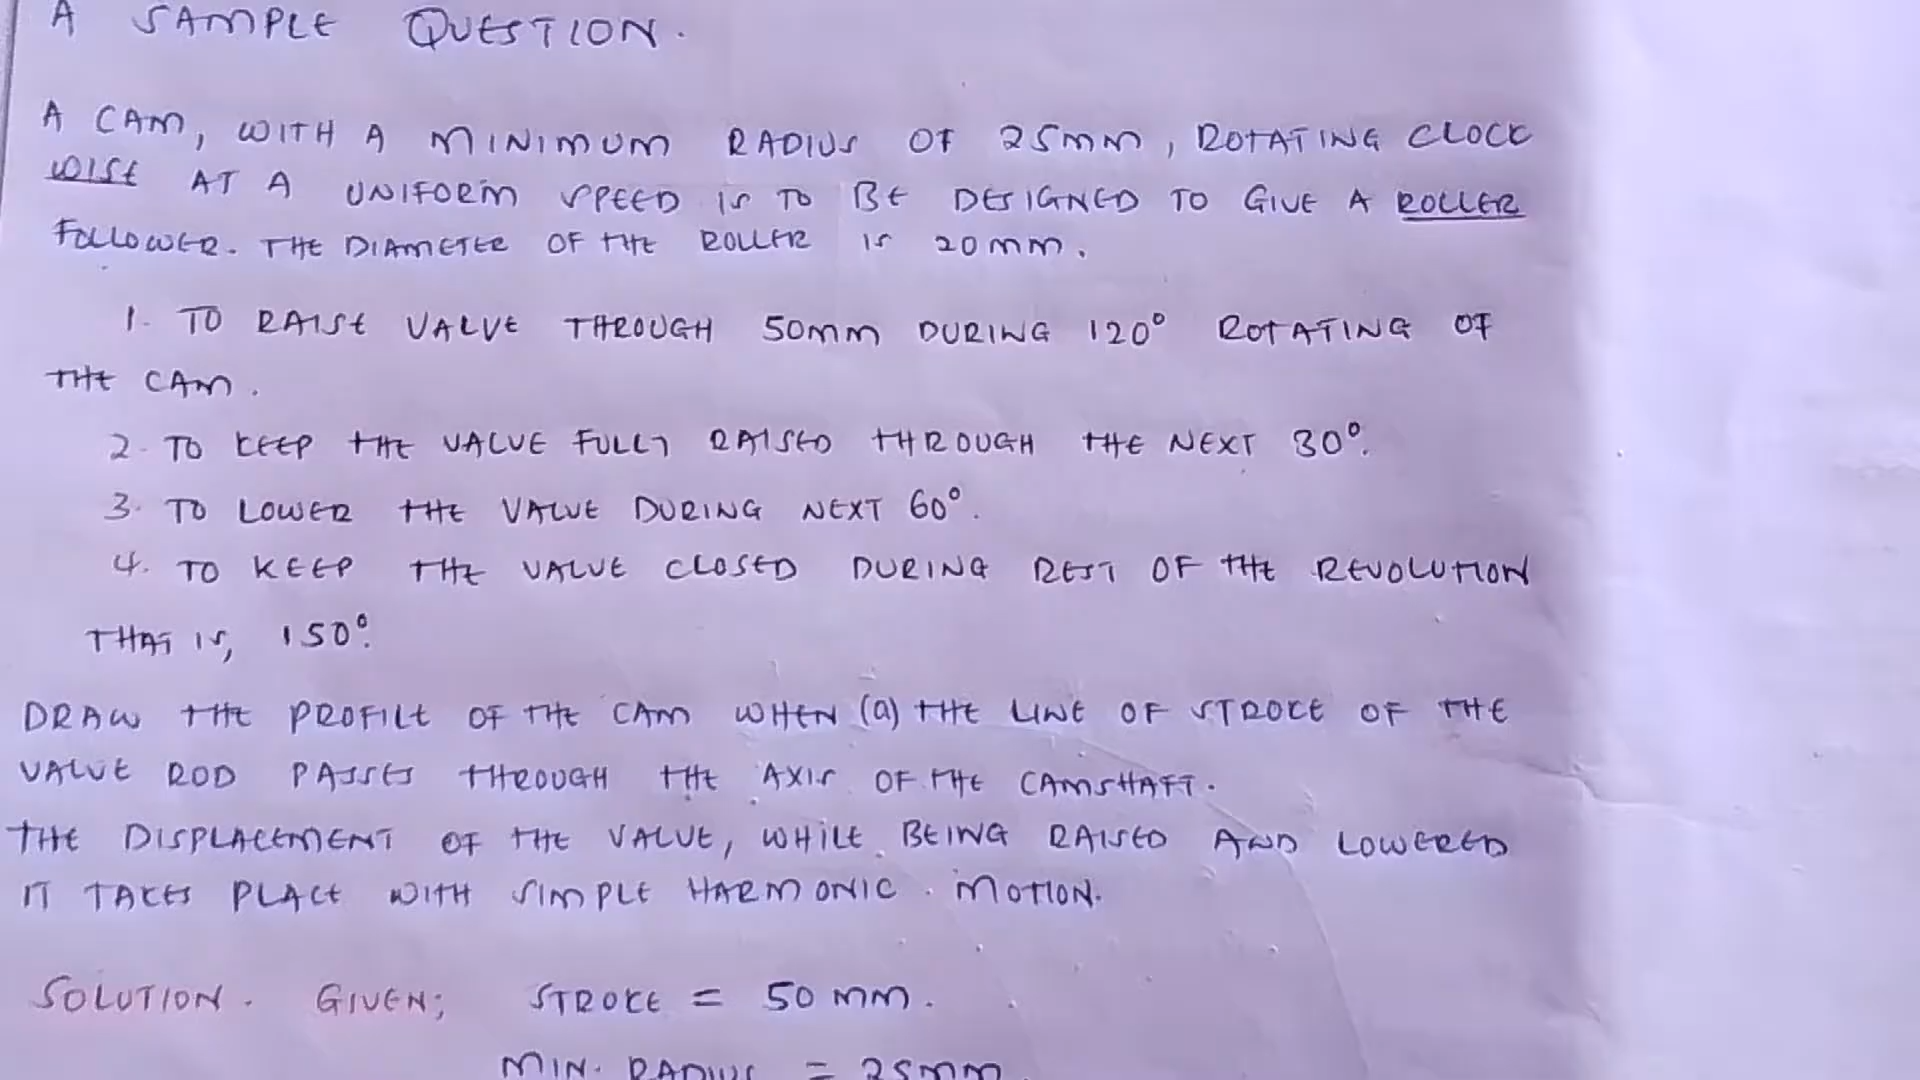 A SAMPLE QUESTION.
A CAM, WITH A MINIMUM RADIUS OF 25mm, ROTATING CLOCK
WISE AT A UNIFORM SPEED IS TO BE DESIGNED TO GIVE A ROLLER
FOLLOWER. THE DIAMETER OF THE ROLLER IS 20mm.
1. TO RAISE VALVE THROUGH 50mm DURING 120° ROTATING OF
THE CAM.
2. TO KEEP THE VALVE FULLY RAISED THROUGH THE NEXT 30°.
3. TO LOWER THE VALVE DURING NEXT 60°.
4. TO KEEP THE VALVE CLOSED DURING REST OF THE REVOLUTION
THAT IS, 150°.
DRAW THE PROFILE OF THE CAM WHEN (a) THE LINE OF STROKE OF THE
VALVE ROD PASSES THROUGH THE AXIS OF THE CAMSHAFT.
THE DISPLACEMENT OF THE VALVE, WHILE BEING RAISED AND LOWERED
IT TAKES PLACE WITH SIMPLE HARMONIC MOTION.
SOLUTION. GIVEN; STROKE = 50mm.
MIN. RADIUS = 25mm.